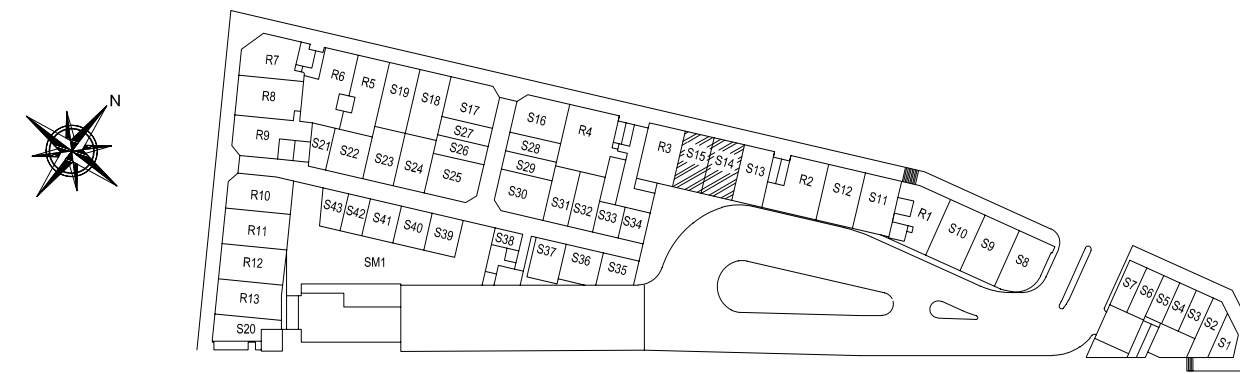 N
R7
R6
R5
S19
S18
S17
R8
S27
S26
S25
R9
S21
S22
S23
S24
S16
S28
S29
S30
R4
S31
S32
S33
S34
R3
S15
S14
S13
R2
S12
S11
R1
S10
S9
S8
R10
S43
S42
S41
S40
S39
R11
R12
R13
S20
SM1
S38
S37
S36
S35
S7
S6
S5
S4
S3
S2
S1